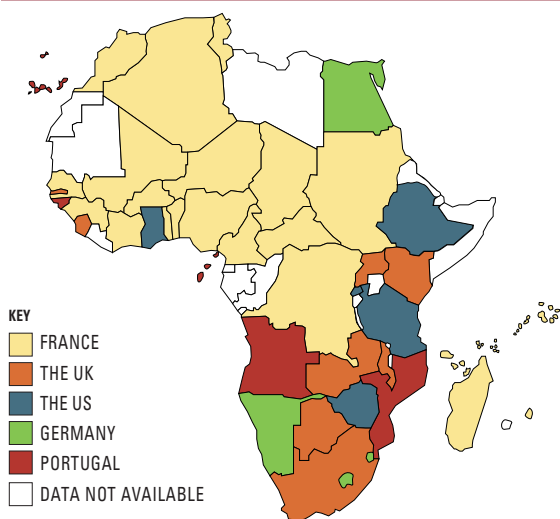 KEY
FRANCE
THE UK
THE US
GERMANY
PORTUGAL
DATA NOT AVAILABLE